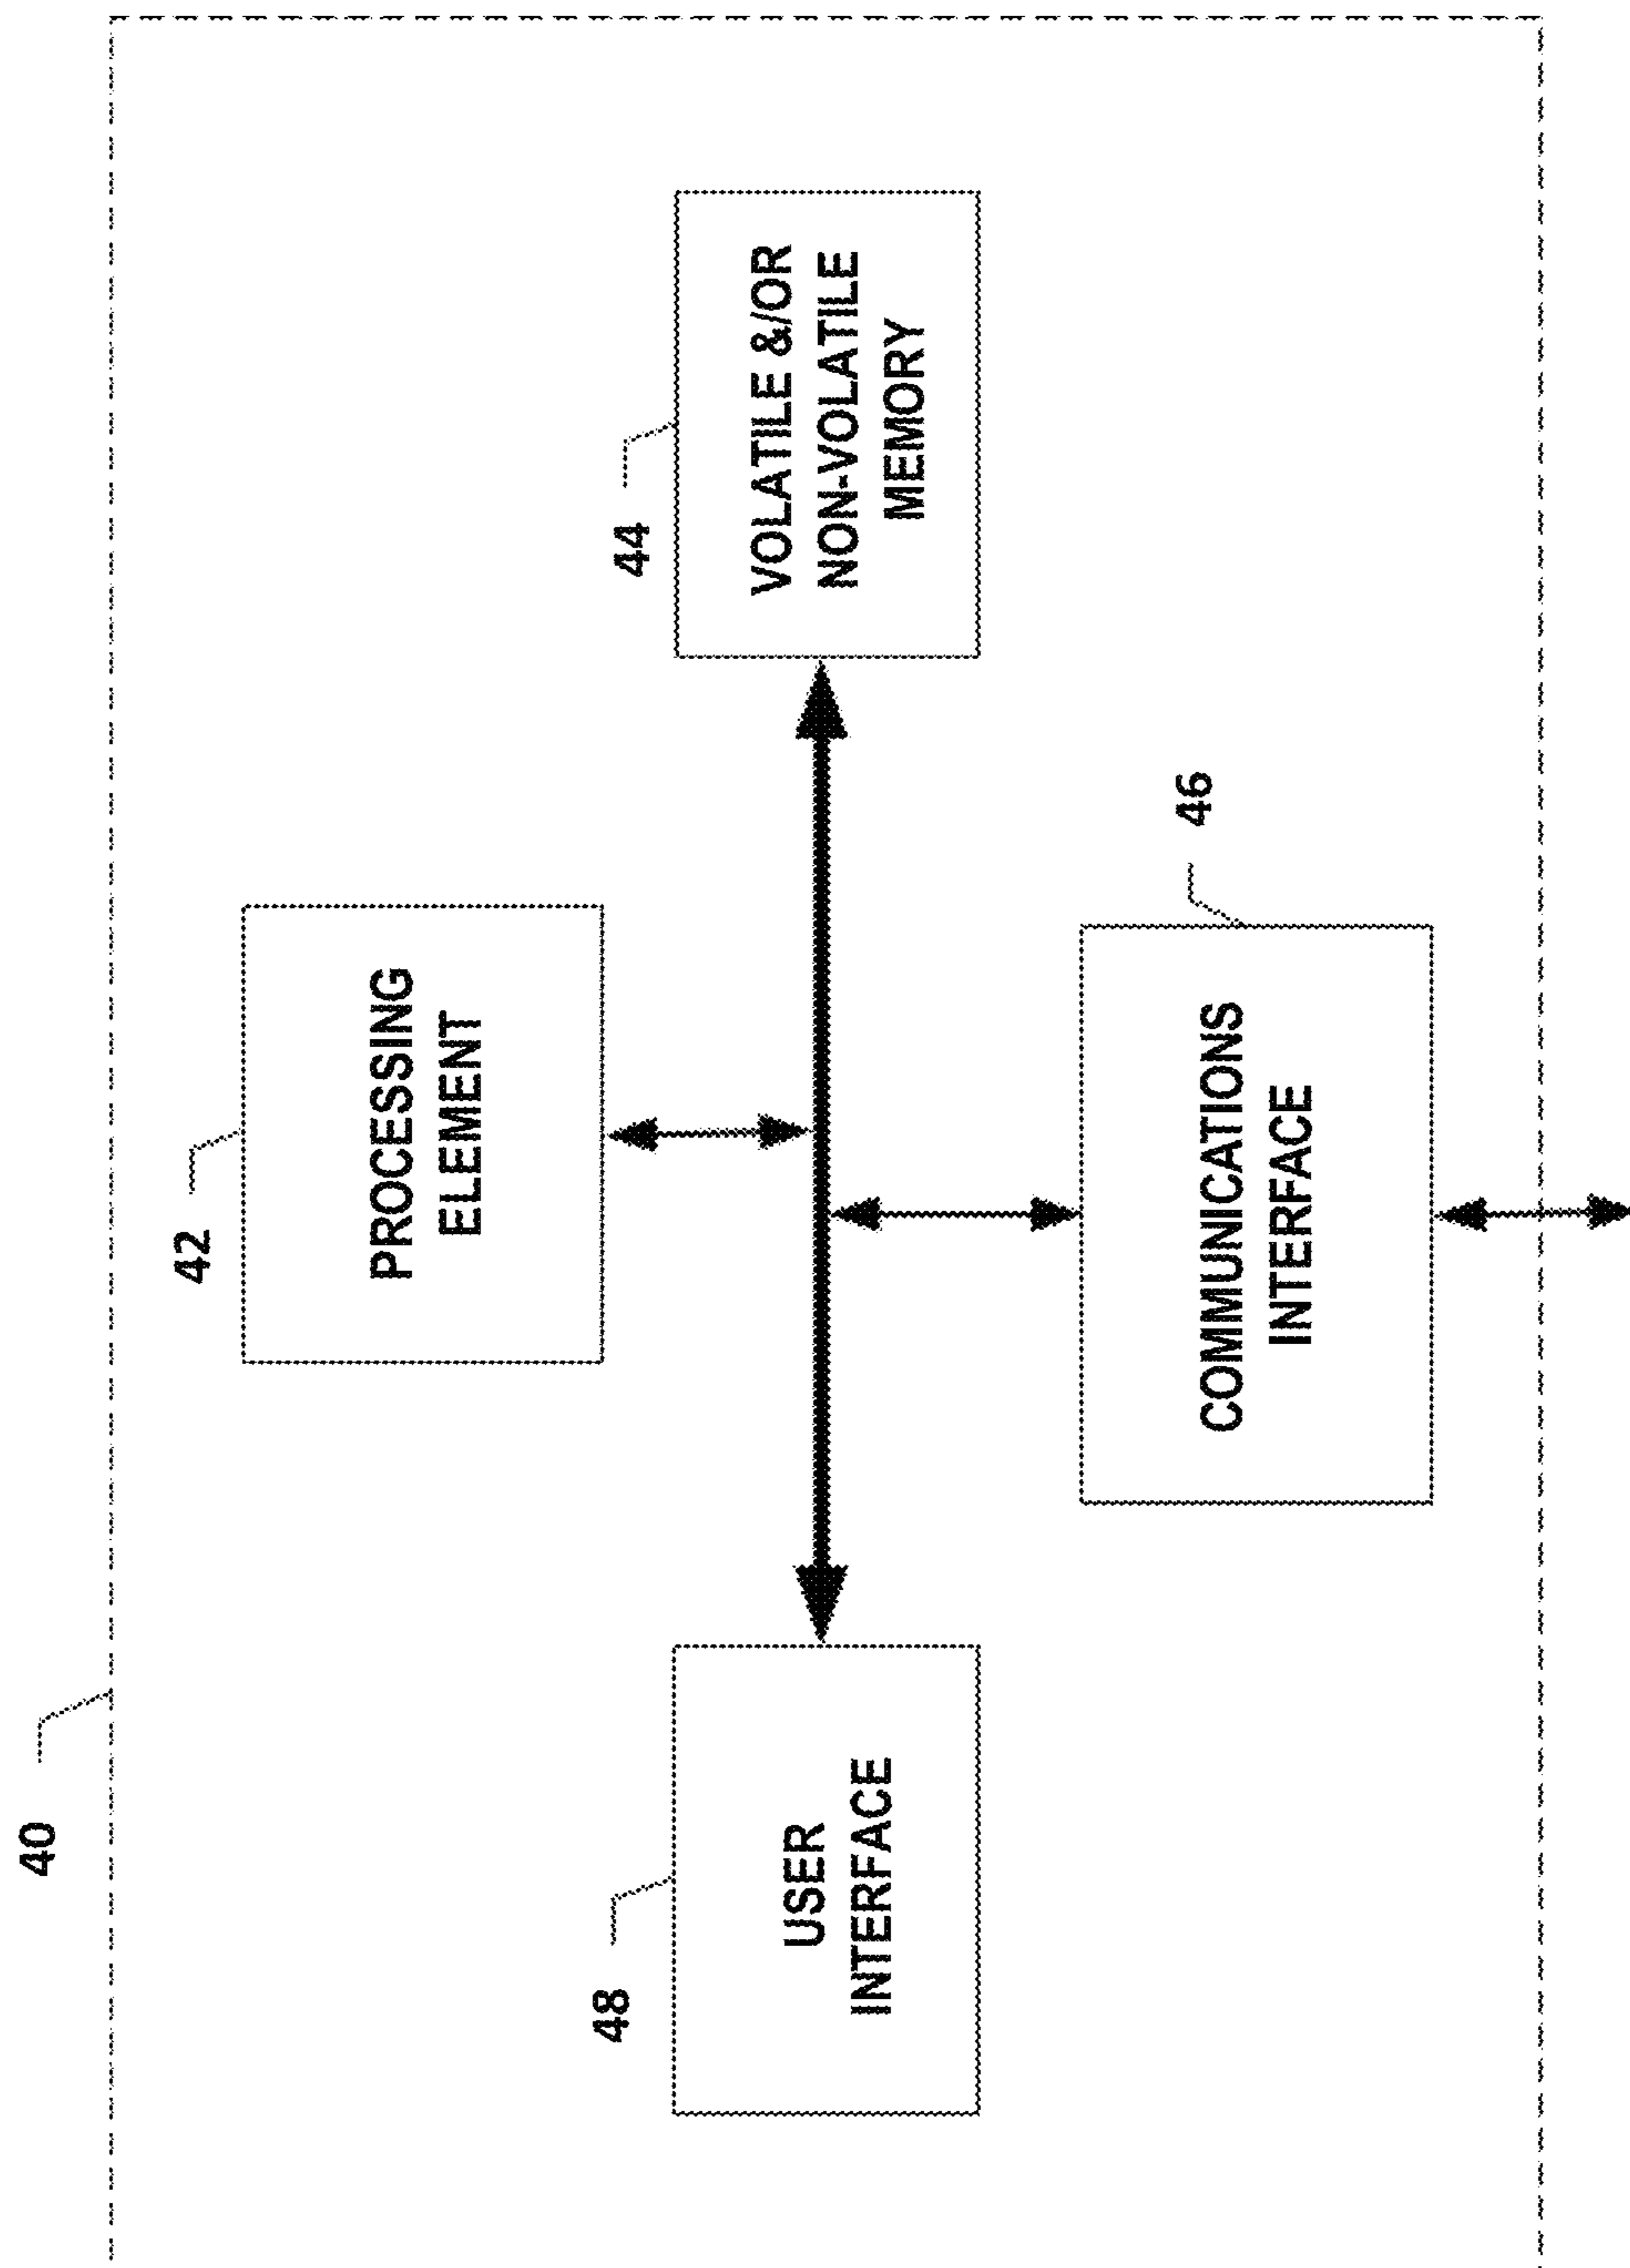 40
42
PROCESSING
ELEMENT
48
USER
INTERFACE
44
VOLATILE &/OR
NON-VOLATILE
MEMORY
46
COMMUNICATIONS
INTERFACE